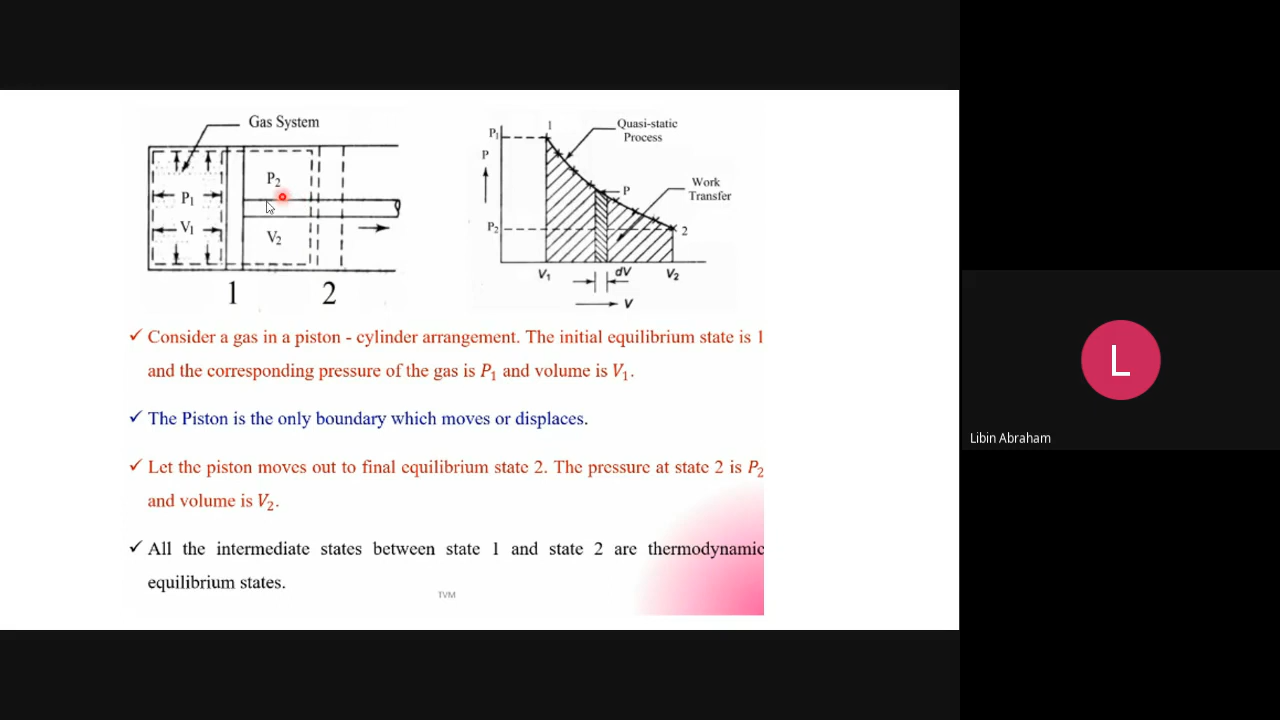 Gas System
P₁
V₁
P₂
V₂
1
2
P₁
P
P₂
1
Quasi-static
Process
P
Work
Transfer
2
V₁
dV
V₂
V
✓ Consider a gas in a piston - cylinder arrangement. The initial equilibrium state is 1
and the corresponding pressure of the gas is P₁ and volume is V₁.
✓ The Piston is the only boundary which moves or displaces.
✓ Let the piston moves out to final equilibrium state 2. The pressure at state 2 is P₂
and volume is V₂.
✓ All the intermediate states between state 1 and state 2 are thermodynamic
equilibrium states.
TVM
L
Libin Abraham